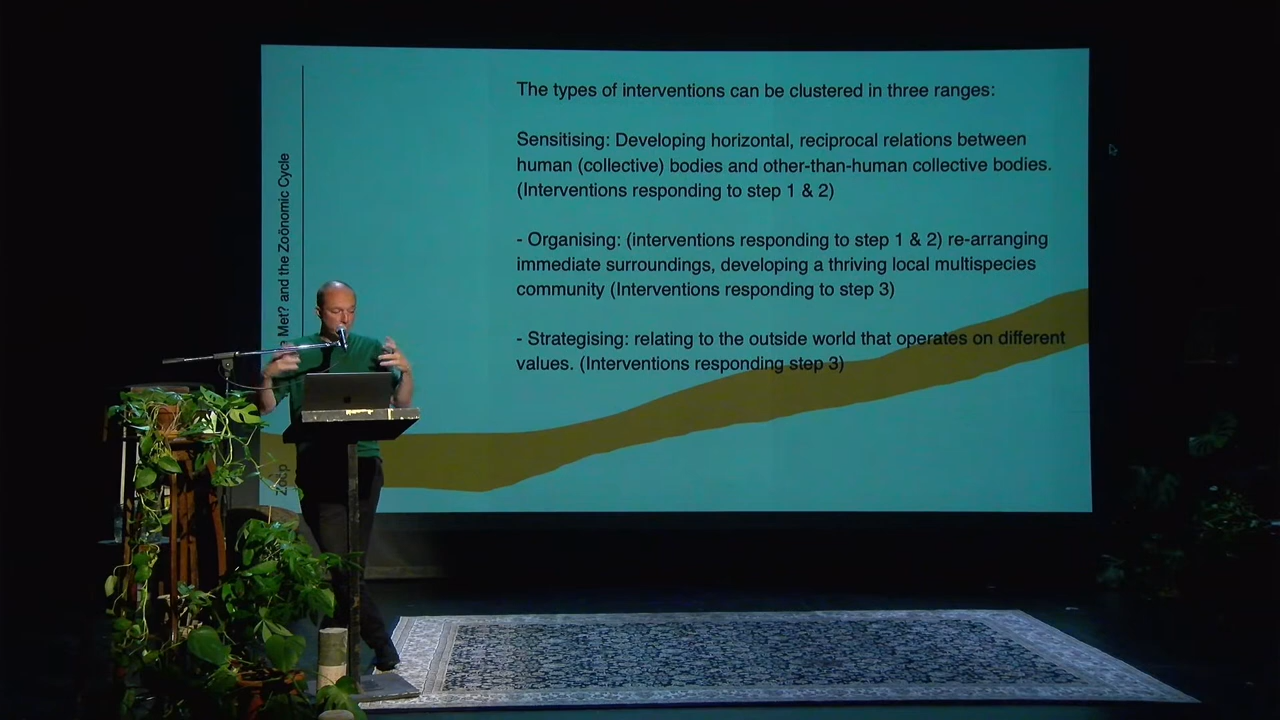 The types of interventions can be clustered in three ranges:
Sensitising: Developing horizontal, reciprocal relations between
human (collective) bodies and other-than-human collective bodies.
(Interventions responding to step 1 & 2)
- Organising: (interventions responding to step 1 & 2) re-arranging
immediate surroundings, developing a thriving local multispecies
community (Interventions responding to step 3)
- Strategising: relating to the outside world that operates on different
values. (Interventions responding step 3)
Met? and the Zoönomic Cycle
Zoöp